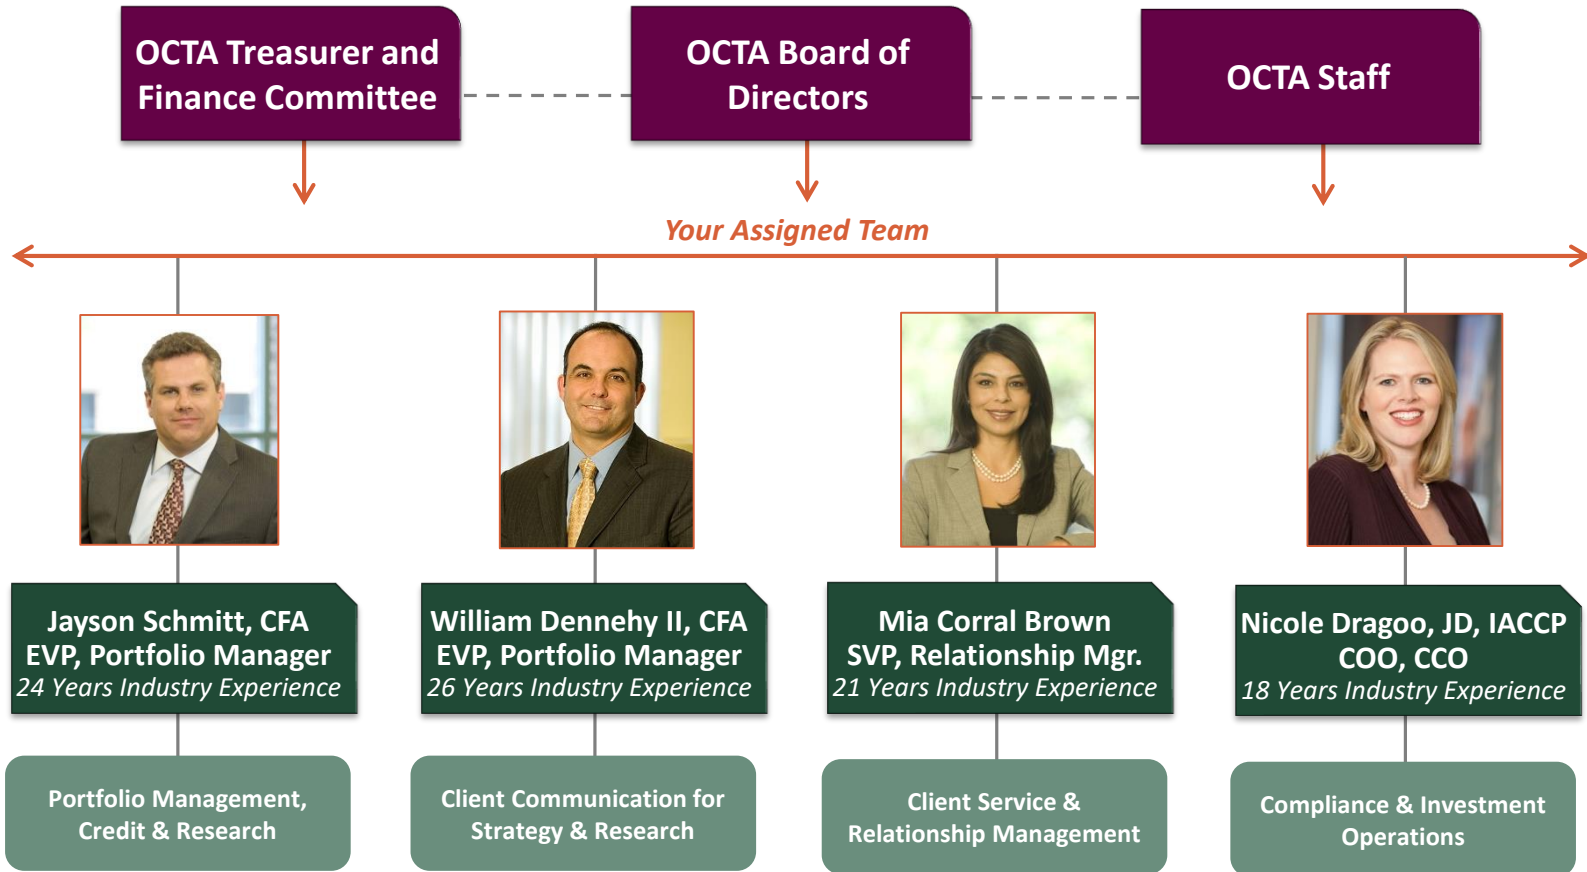 OCTA Treasurer and
Finance Committee
OCTA Board of
Directors
OCTA Staff
Your Assigned Team
Jayson Schmitt, CFA
EVP, Portfolio Manager
24 Years Industry Experience
William Dennehy II, CFA
EVP, Portfolio Manager
26 Years Industry Experience
Mia Corral Brown
SVP, Relationship Mgr.
21 Years Industry Experience
Nicole Dragoo, JD, IACCP
COO, CCO
18 Years Industry Experience
Portfolio Management,
Credit & Research
Client Communication for
Strategy & Research
Client Service &
Relationship Management
Compliance & Investment
Operations